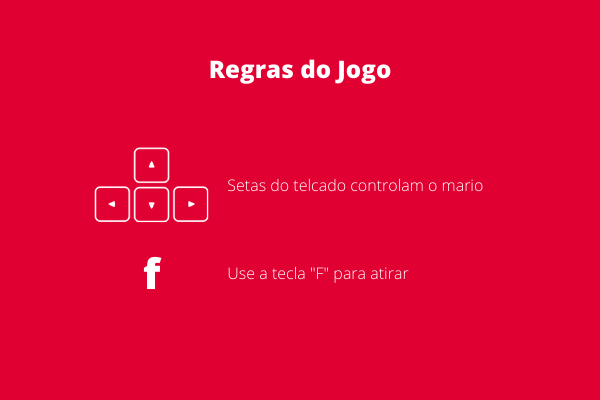 Regras do Jogo
Setas do telcado controlam o mario
f
Use a tecla "F" para atirar